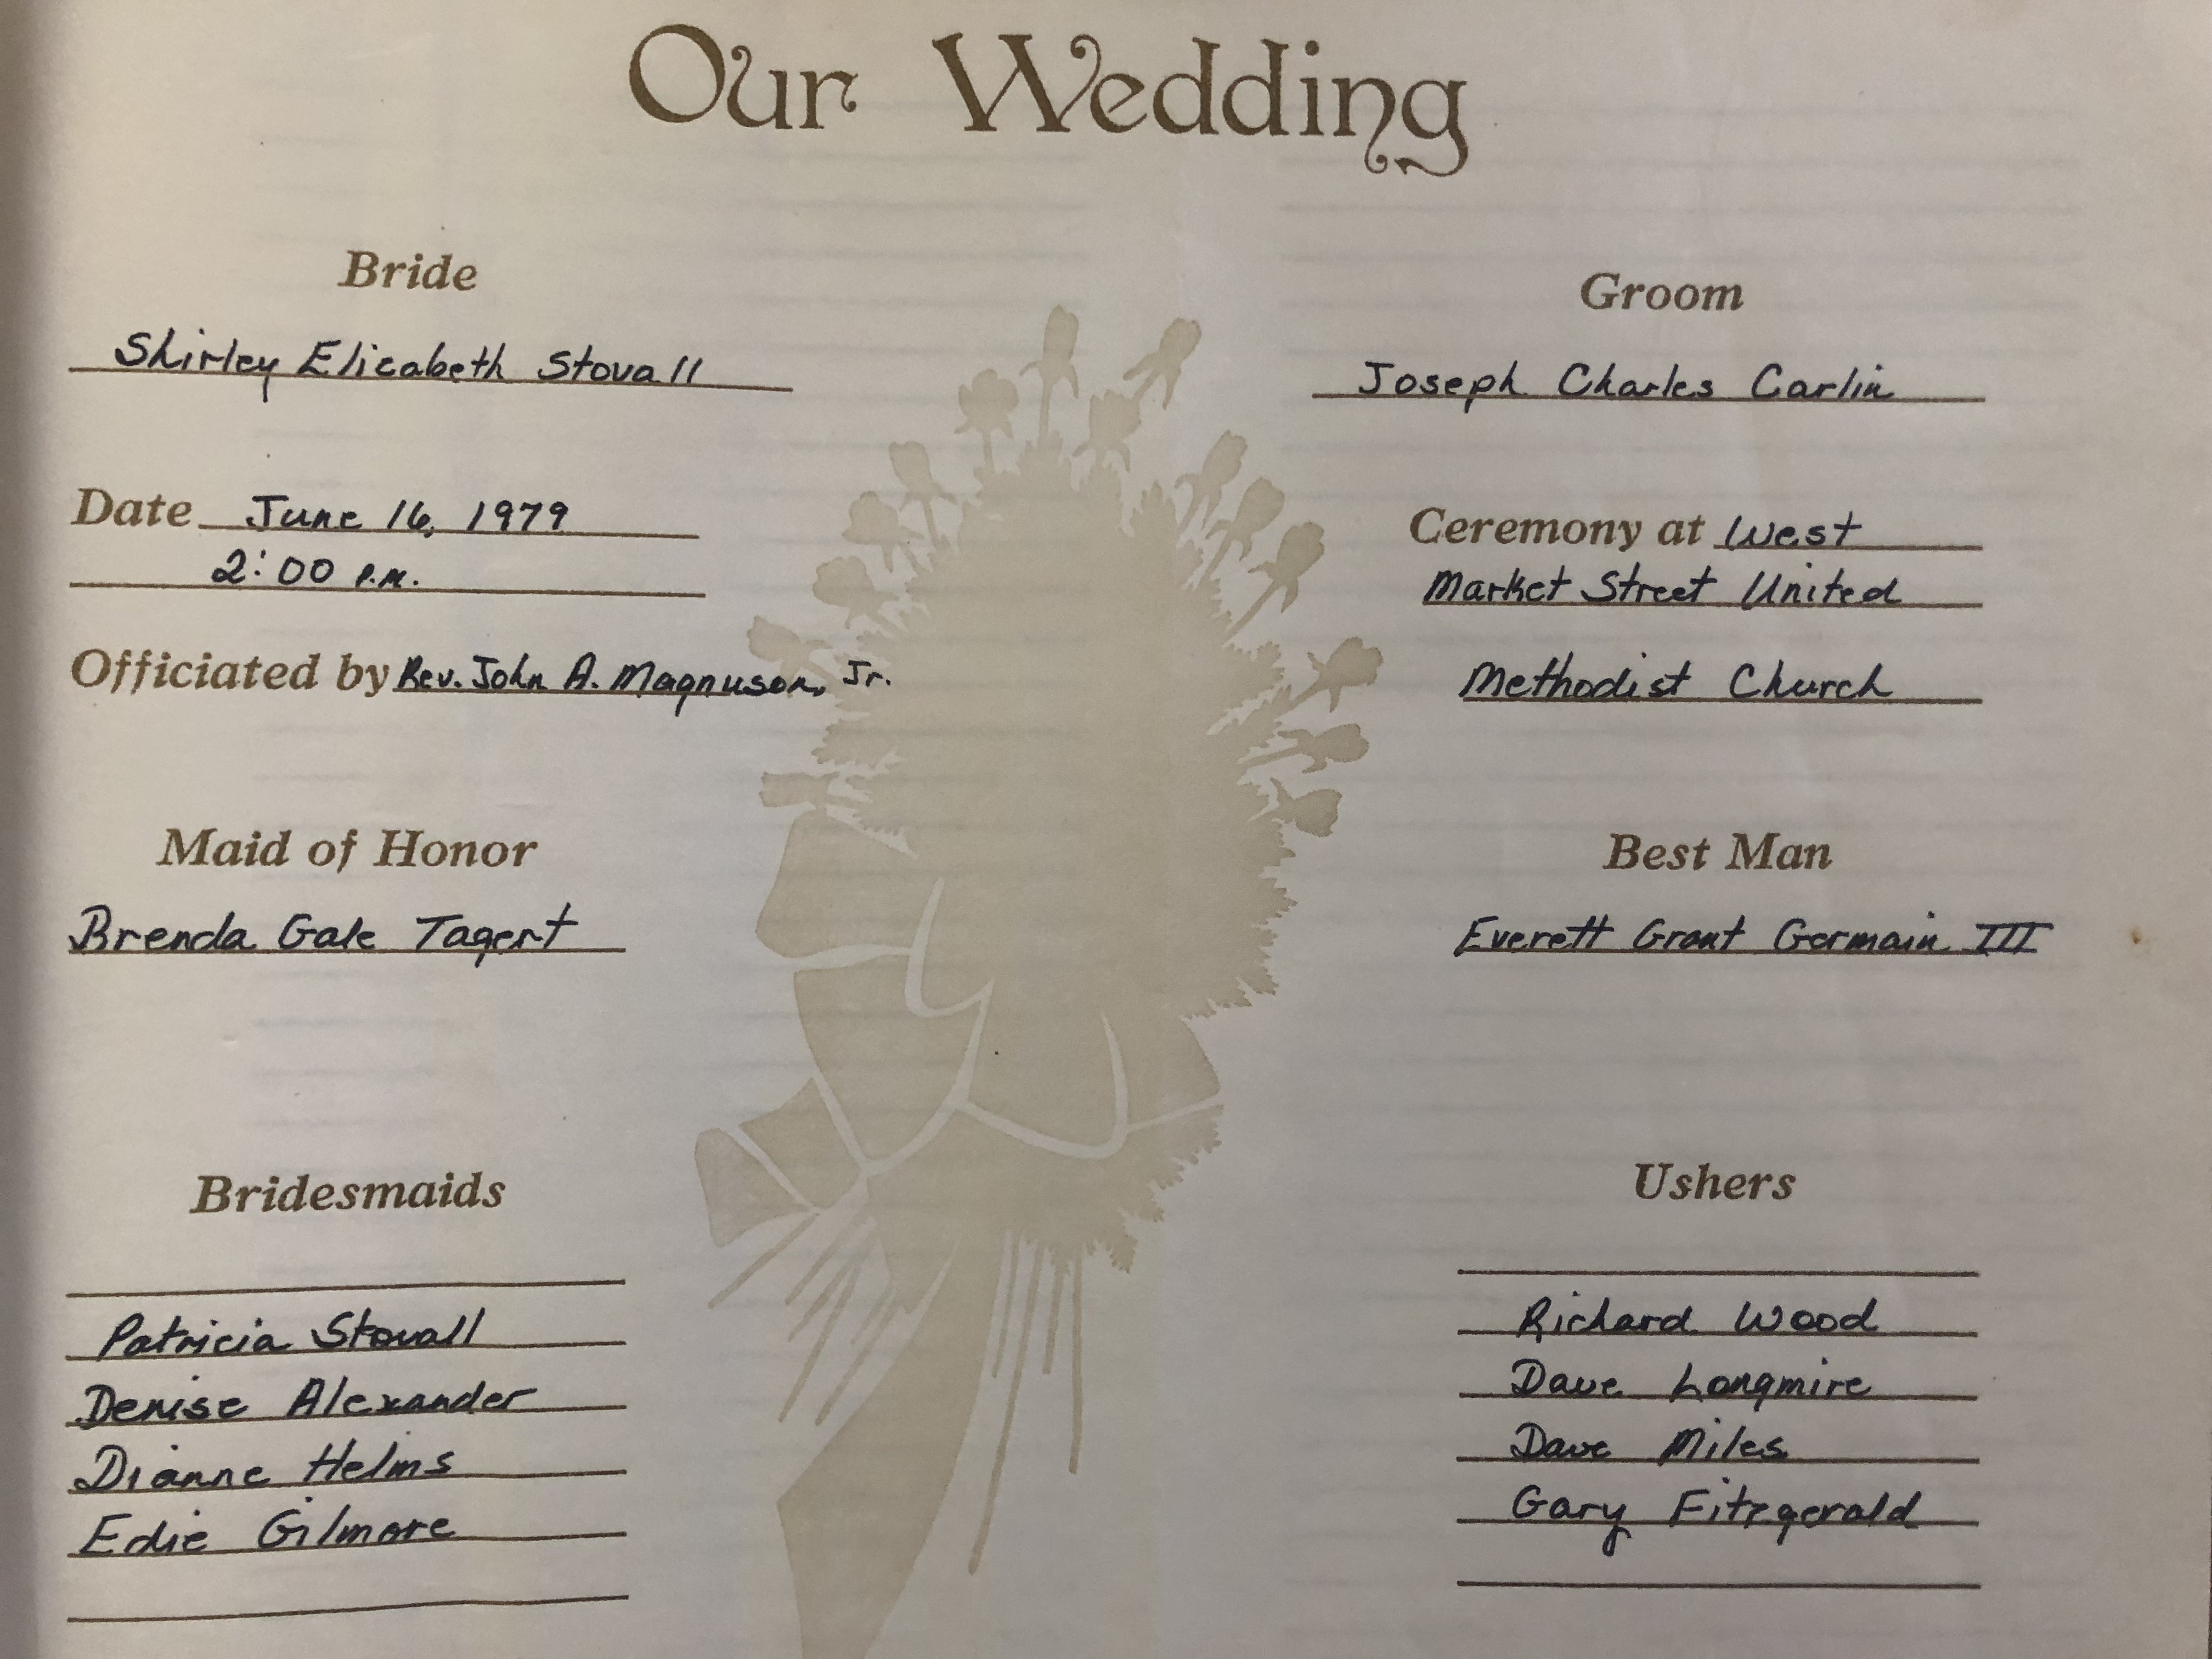 Our Wedding
Bride
Shirley Elizabeth Stovall
Groom
Joseph Charles Carlin
Date June 16, 1979
2:00 P.M.
Ceremony at West
Market Street United
Methodist Church
Officiated by Rev. John A. Magnuson, Jr.
Maid of Honor
Brenda Gale Tagert
Best Man
Everett Grant Germain III
Bridesmaids
Patricia Stovall
Denise Alexander
Dianne Helms
Edie Gilmore
Ushers
Richard Wood
Dave Longmire
Dave Miles
Gary Fitzgerald